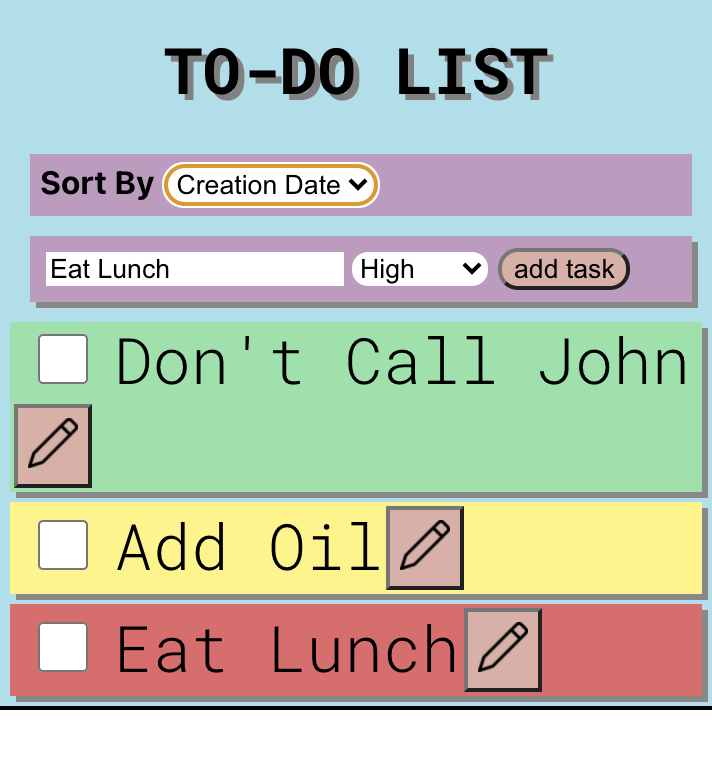 TO-DO LIST
Sort By Creation Date
Eat Lunch High add task
Don't Call John
Add Oil
Eat Lunch